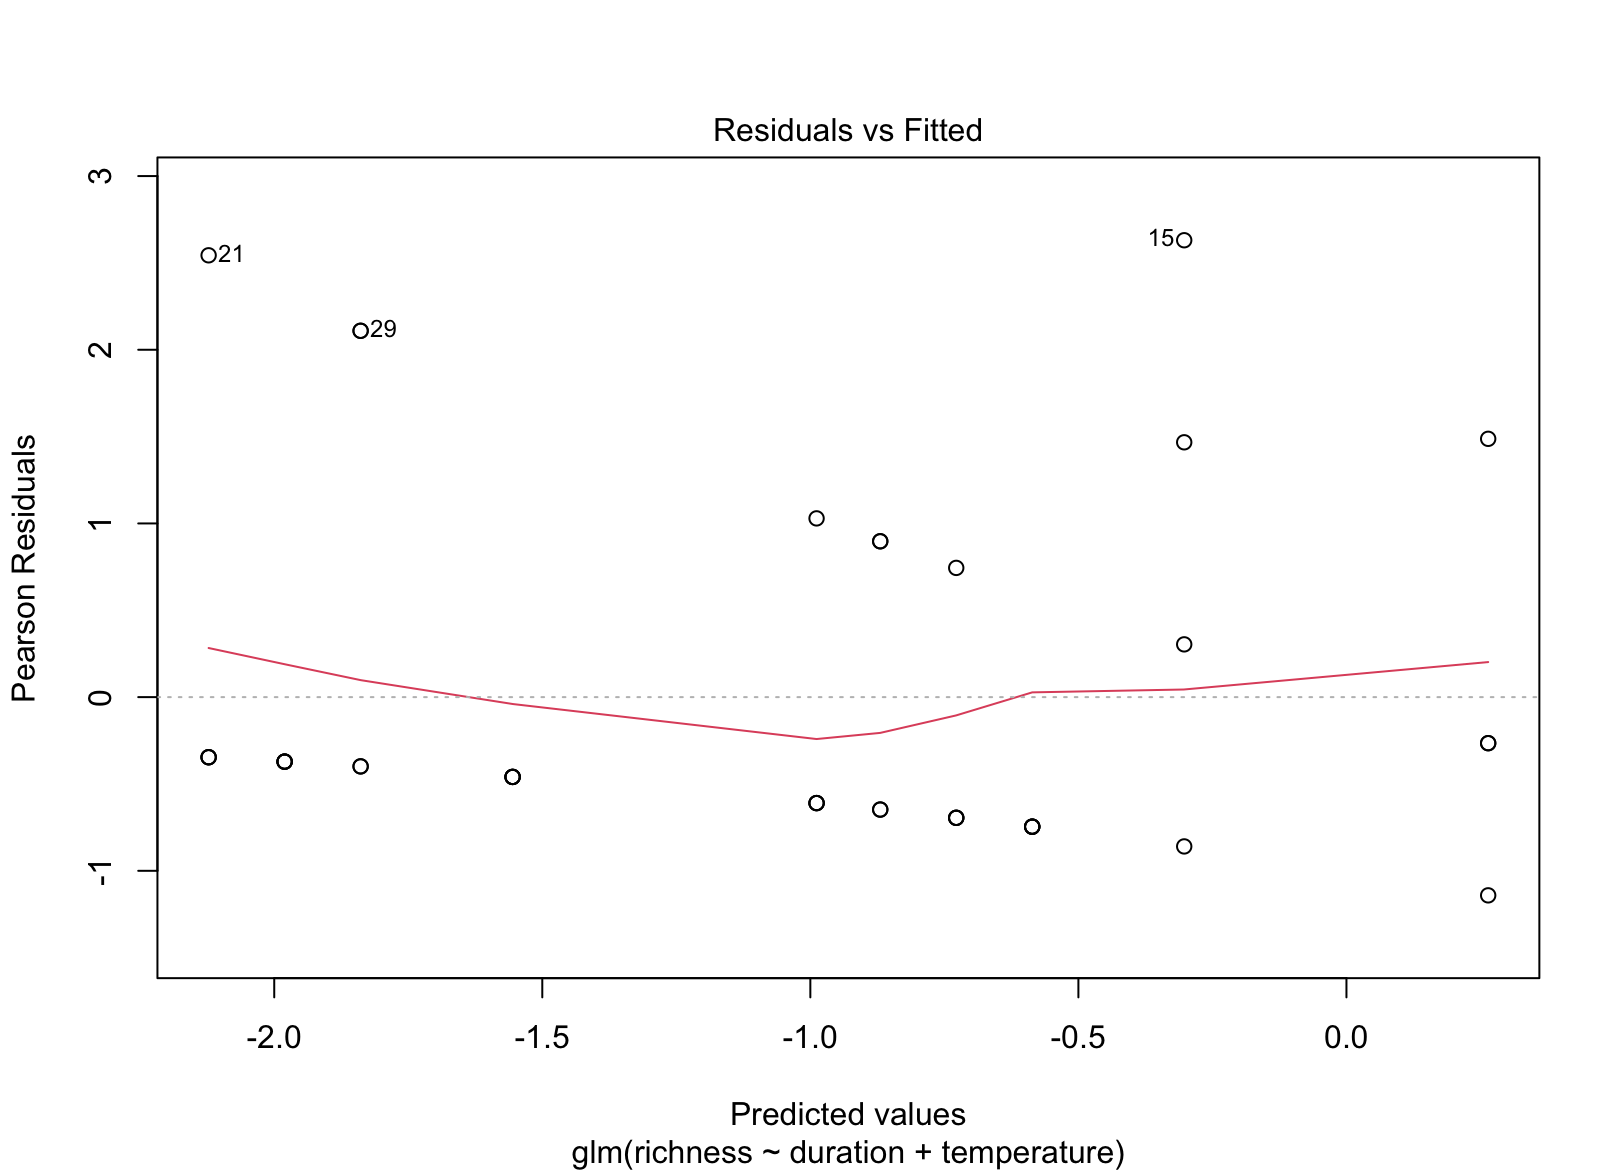 Residuals vs Fitted
Pearson Residuals
3
2
1
0
-1
21
29
15
-2.0 -1.5 -1.0 -0.5 0.0
Predicted values
glm(richness ~ duration + temperature)